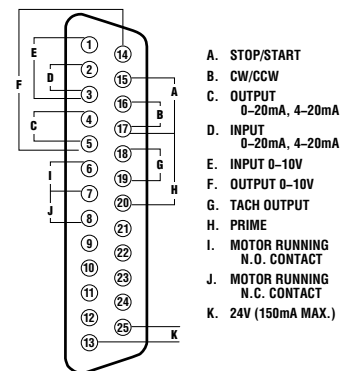 1
2
3
4
5
6
7
8
9
10
11
12
13
14
15
16
17
18
19
20
21
22
23
24
25
E
D
F
C
I
J
A
B
G
H
K
K
A. STOP/START
B. CW/CCW
C. OUTPUT
0–20mA, 4–20mA
D. INPUT
0–20mA, 4–20mA
E. INPUT 0–10V
F. OUTPUT 0–10V
G. TACH OUTPUT
H. PRIME
I. MOTOR RUNNING
N.O. CONTACT
J. MOTOR RUNNING
N.C. CONTACT
K. 24V (150mA MAX.)